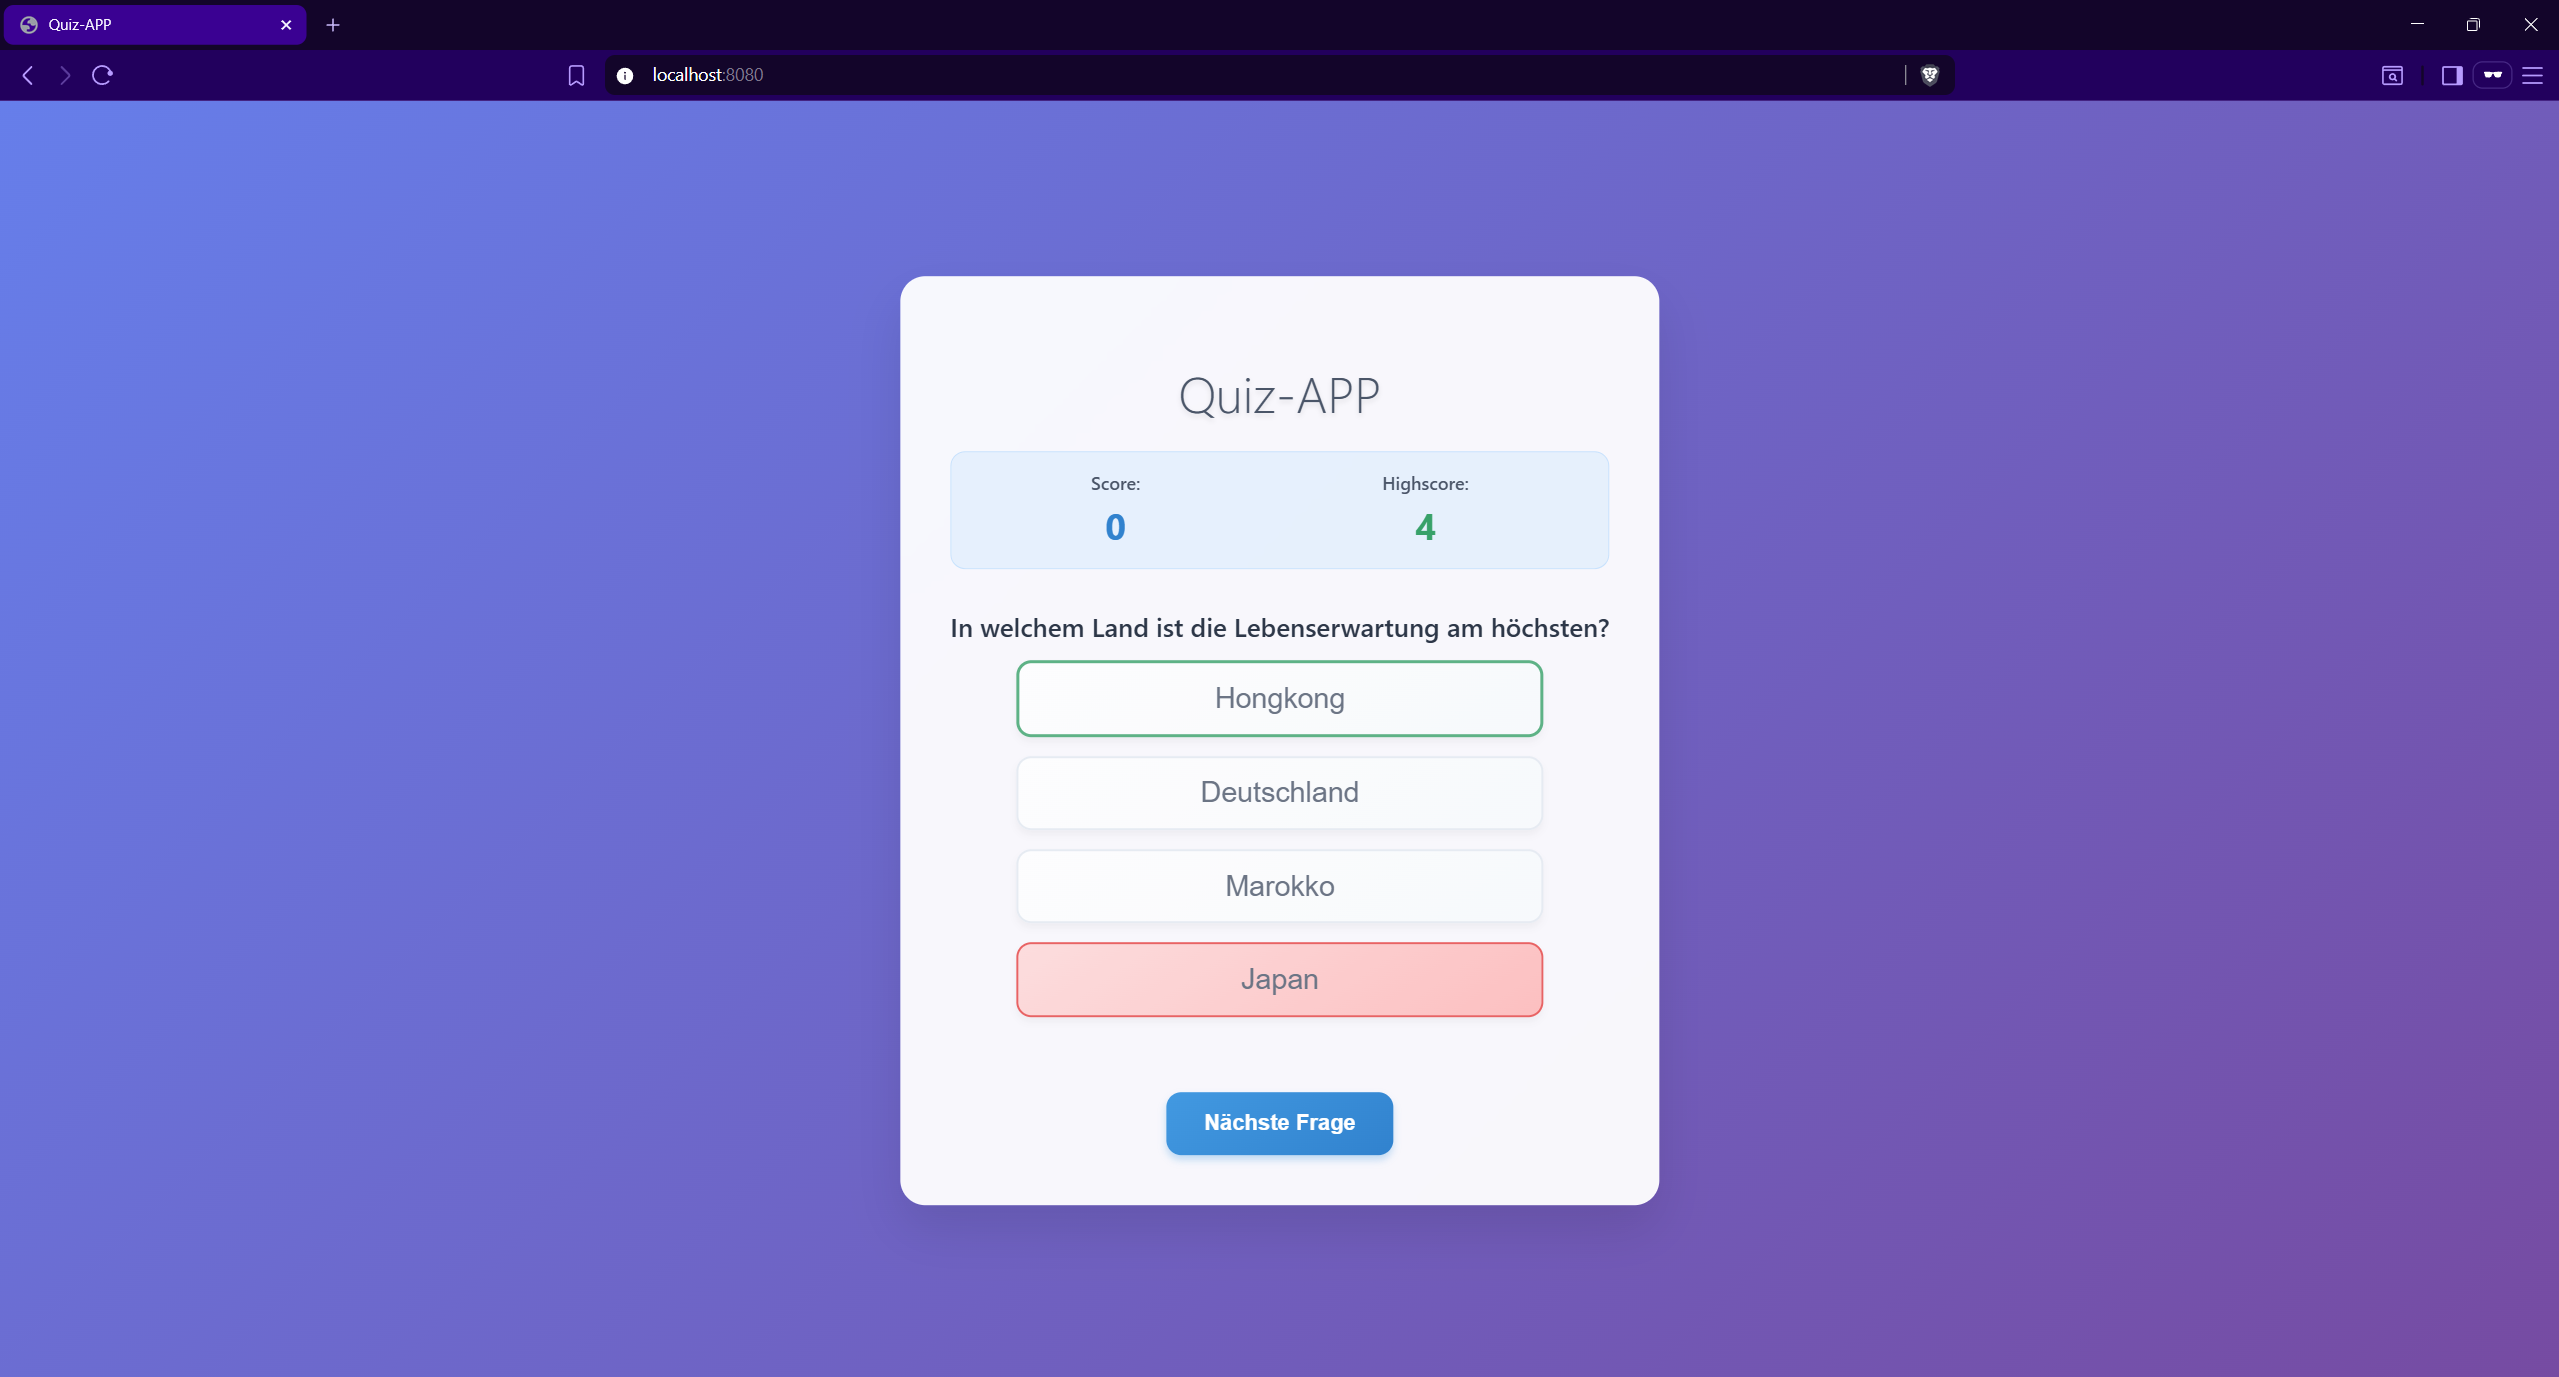 Quiz-APP
localhost:8080
Quiz-APP
Score:
Highscore:
0
4
In welchem Land ist die Lebenserwartung am höchsten?
Hongkong
Deutschland
Marokko
Japan
Nächste Frage